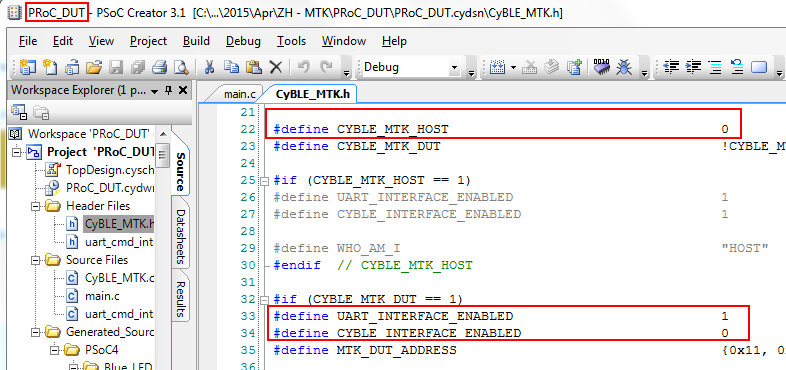 PRoC_DUT - PSoC Creator 3.1 [C:\...\2015\Apr\ZH - MTK\PRoC_DUT\PRoC_DUT.cydsn\CyBLE_MTK.h]
File Edit View Project Build Debug Tools Window Help
Debug
Workspace Explorer (1 p...
main.c CyBLE_MTK.h
Workspace 'PRoC_DUT'
Project 'PRoC_DUT
TopDesign.cysch
PRoC_DUT.cydwr
Header Files
CyBLE_MTK.h
uart_cmd_int
Source Files
CyBLE_MTK.c
main.c
uart_cmd_int
Generated_Sourc
PSoC4
Blue_LED
Source
Datasheets
Results
21
22 #define CYBLE_MTK_HOST 0
23 #define CYBLE_MTK_DUT !CYBLE_MT
24
25 #if (CYBLE_MTK_HOST == 1)
26 #define UART_INTERFACE_ENABLED 1
27 #define CYBLE_INTERFACE_ENABLED 1
28
29 #define WHO_AM_I "HOST"
30 #endif // CYBLE_MTK_HOST
31
32 #if (CYBLE_MTK_DUT == 1)
33 #define UART_INTERFACE_ENABLED 1
34 #define CYBLE_INTERFACE_ENABLED 0
35 #define MTK_DUT_ADDRESS {0x11, 0